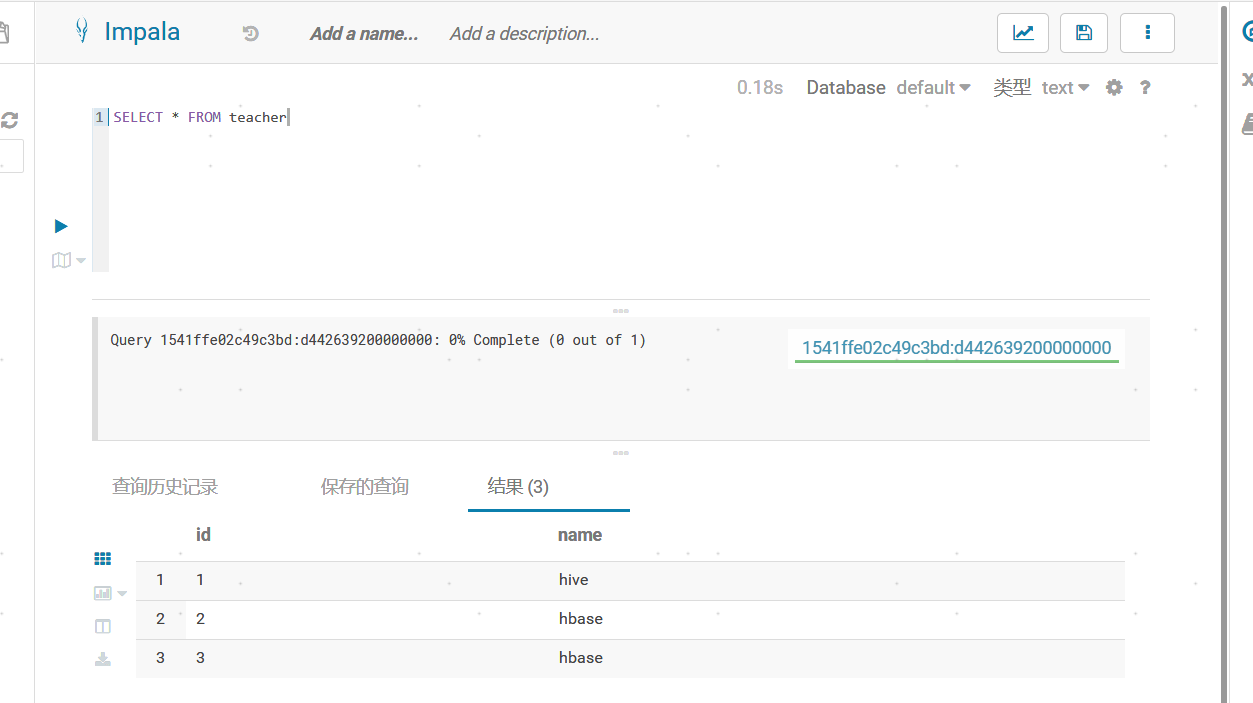 Impala Add a name... Add a description...
0.18s Database default 类型 text ?
1 SELECT * FROM teacher
Query 1541ffe02c49c3bd:d442639200000000: 0% Complete (0 out of 1)
1541ffe02c49c3bd:d442639200000000
查询历史记录 保存的查询 结果 (3)
id name
1 1 hive
2 2 hbase
3 3 hbase